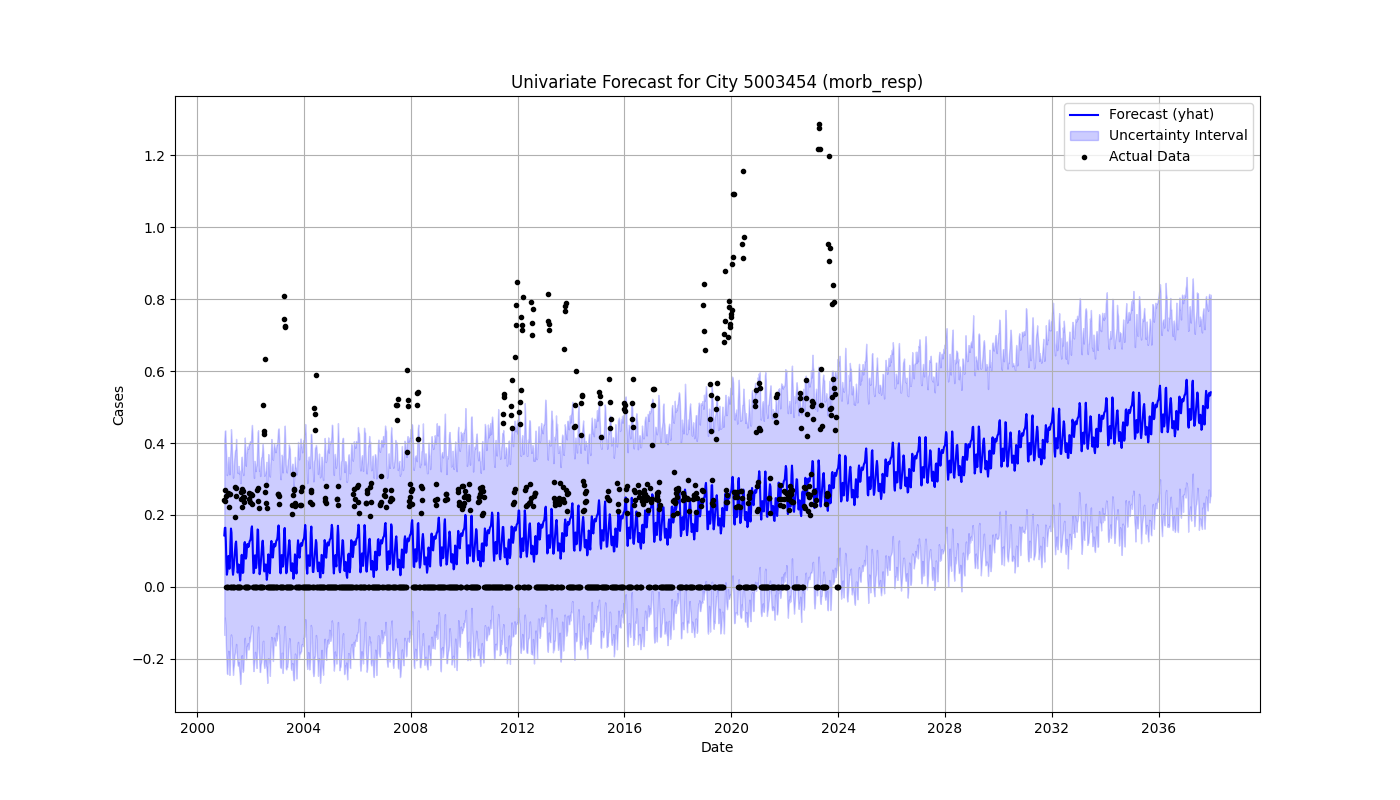 Univariate Forecast for City 5003454 (morb_resp)
Forecast (yhat)
Uncertainty Interval
Actual Data
Cases
1.2
1.0
0.8
0.6
0.4
0.2
0.0
−0.2
2000 2004 2008 2012 2016 2020 2024 2028 2032 2036
Date